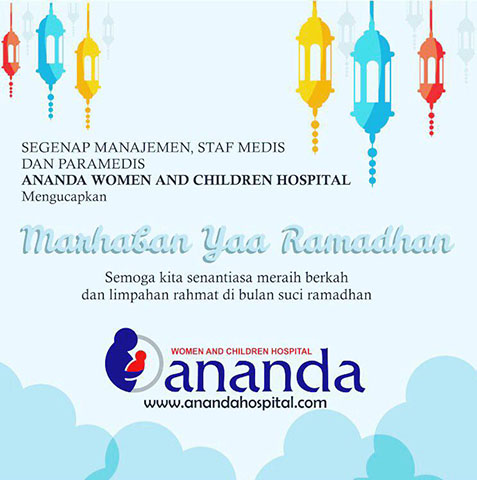 SEGENAP MANAJEMEN, STAF MEDIS
DAN PARAMEDIS
ANANDA WOMEN AND CHILDREN HOSPITAL
Mengucapkan
Marhaban Yaa Ramadhan
Semoga kita senantiasa meraih berkah
dan limpahan rahmat di bulan suci ramadhan
WOMEN AND CHILDREN HOSPITAL
ananda
www.anandahospital.com